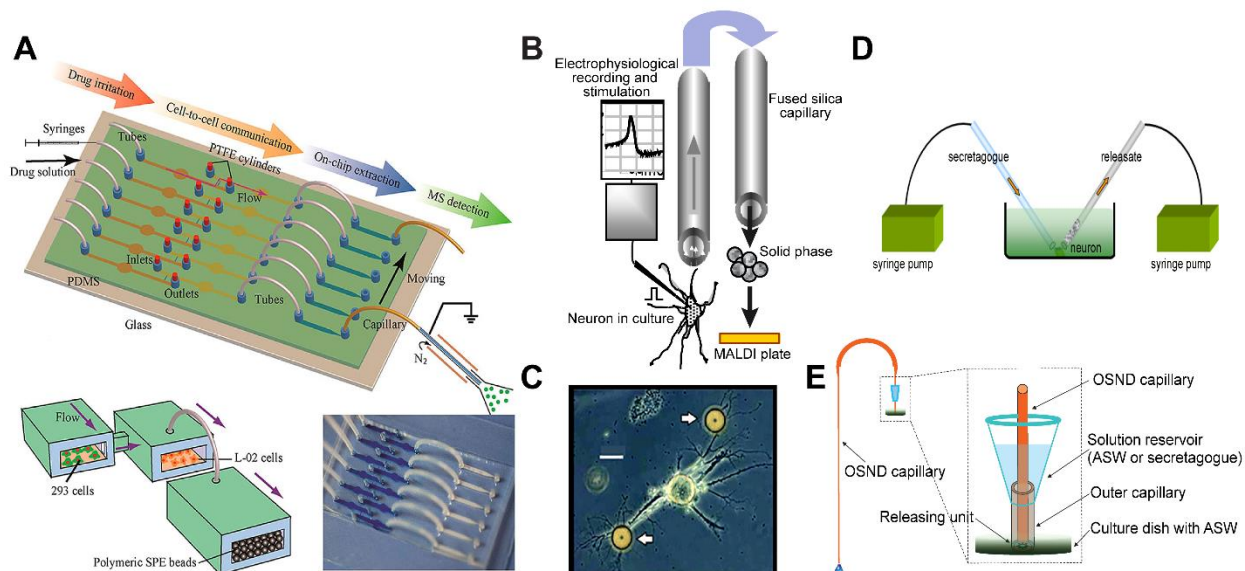 A
Drug irritation
Cell-to-cell communication
On-chip extraction
MS detection
Syringes
Tubes
PTFE cylinders
Drug solution
Flow
Inlets
Outlets
PDMS
Tubes
Moving
Capillary
Glass
N₂
Flow
293 cells
L-02 cells
Polymeric SPE beads
B
Electrophysiological
recording and
stimulation
Fused silica
capillary
Solid phase
Neuron in culture
MALDI plate
C
D
secretagogue
releasate
neuron
syringe pump
syringe pump
E
OSND capillary
OSND capillary
Solution reservoir
(ASW or secretagogue)
Outer capillary
Releasing unit
Culture dish with ASW